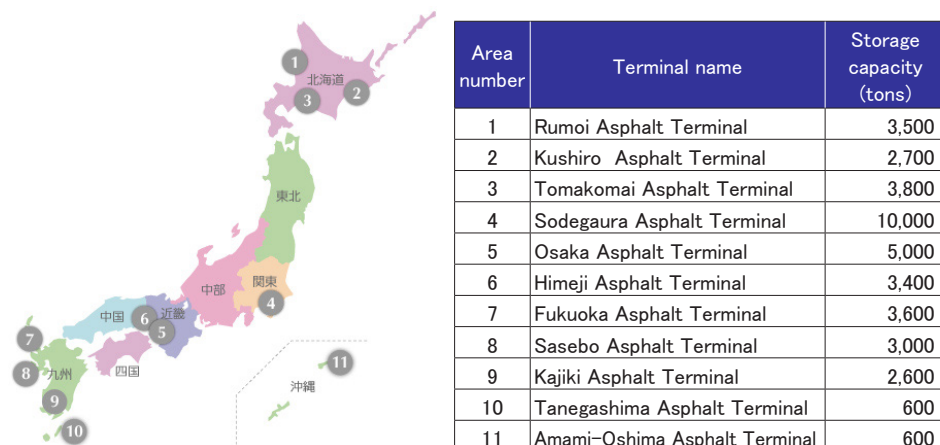 1
北海道
2
3
東北
関東
中部
4
中国
6
近畿
5
7
四国
8
九州
9
10
11
沖縄
Area number Terminal name Storage capacity (tons)
1 Rumoi Asphalt Terminal 3,500
2 Kushiro Asphalt Terminal 2,700
3 Tomakomai Asphalt Terminal 3,800
4 Sodegaura Asphalt Terminal 10,000
5 Osaka Asphalt Terminal 5,000
6 Himeji Asphalt Terminal 3,400
7 Fukuoka Asphalt Terminal 3,600
8 Sasebo Asphalt Terminal 3,000
9 Kajiki Asphalt Terminal 2,600
10 Tanegashima Asphalt Terminal 600
11 Amami-Oshima Asphalt Terminal 600